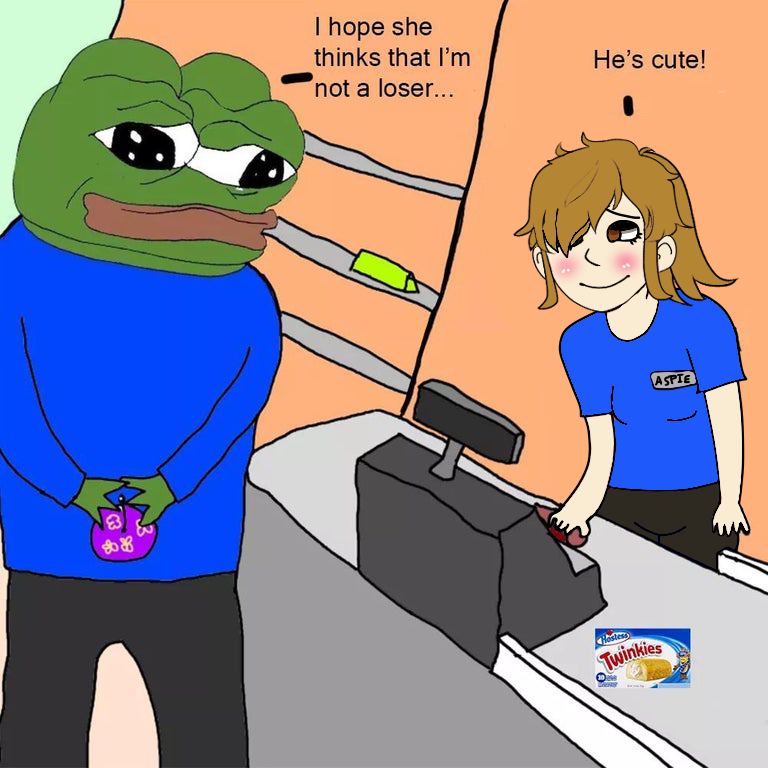 I hope she
thinks that I'm
not a loser...
He's cute!
ASPIE
Hostess
Twinkies